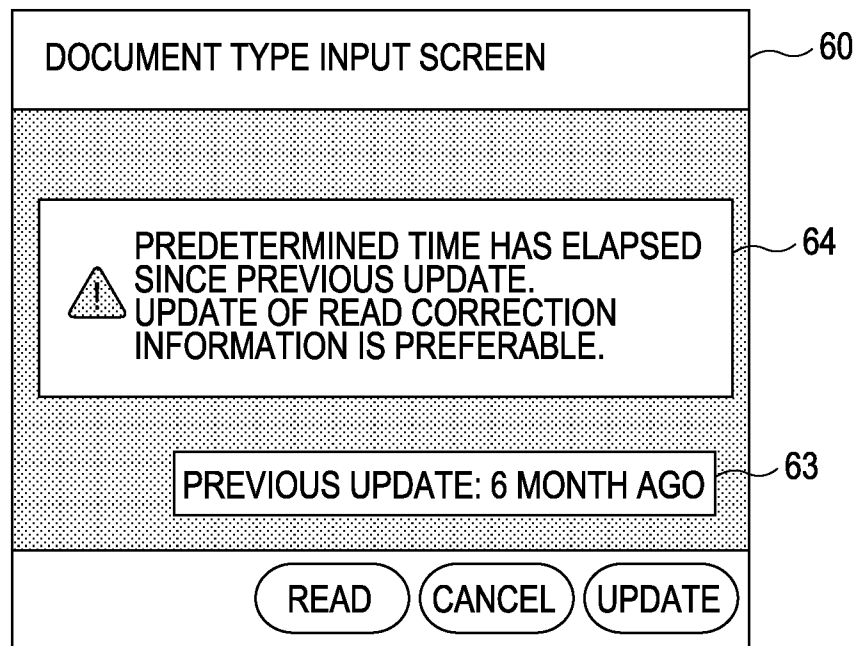 DOCUMENT TYPE INPUT SCREEN
60
PREDETERMINED TIME HAS ELAPSED
SINCE PREVIOUS UPDATE.
UPDATE OF READ CORRECTION
INFORMATION IS PREFERABLE.
!
64
PREVIOUS UPDATE: 6 MONTH AGO
63
READ
CANCEL
UPDATE